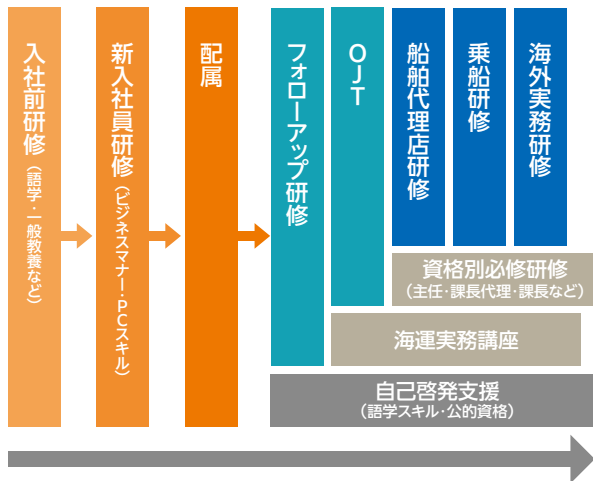 入社前研修（語学・一般教養など）
新入社員研修（ビジネスマナー・PCスキル）
配属
フォローアップ研修
OJT
船舶代理店研修
乗船研修
海外実務研修
資格別必修研修
（主任・課長代理・課長など）
海運実務講座
自己啓発支援
（語学スキル・公的資格）